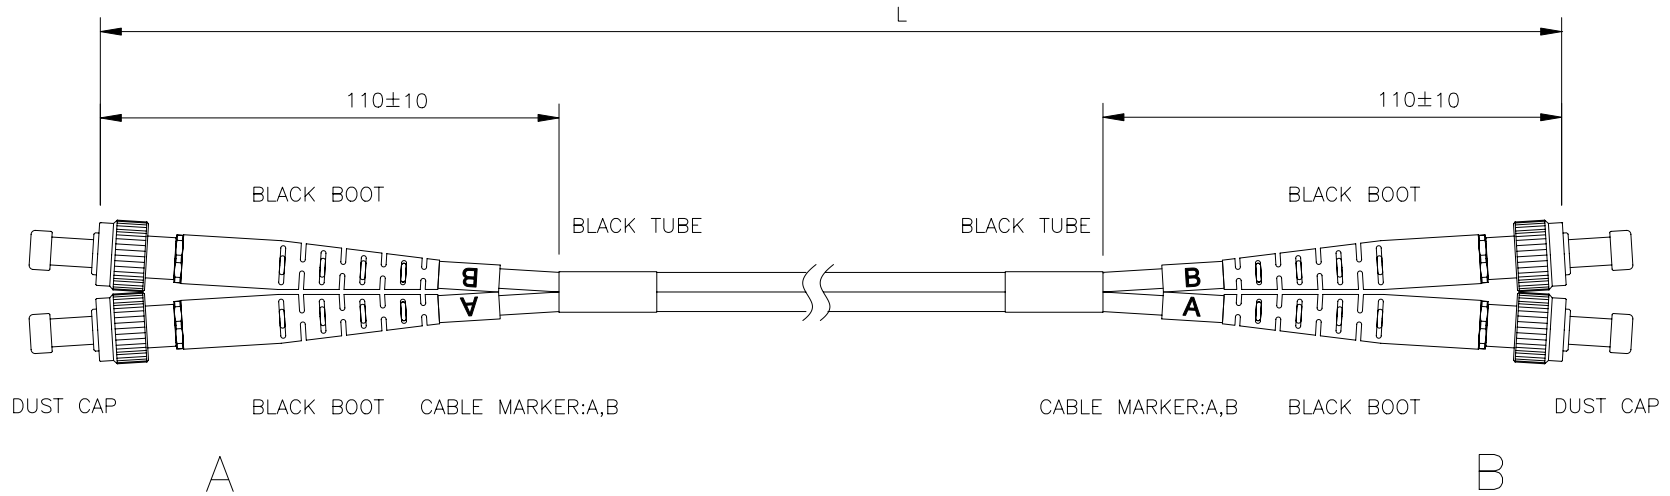 L
110±10
110±10
BLACK BOOT
BLACK BOOT
BLACK TUBE
BLACK TUBE
B
A
B
A
DUST CAP
BLACK BOOT
CABLE MARKER:A,B
CABLE MARKER:A,B
BLACK BOOT
DUST CAP
A
B